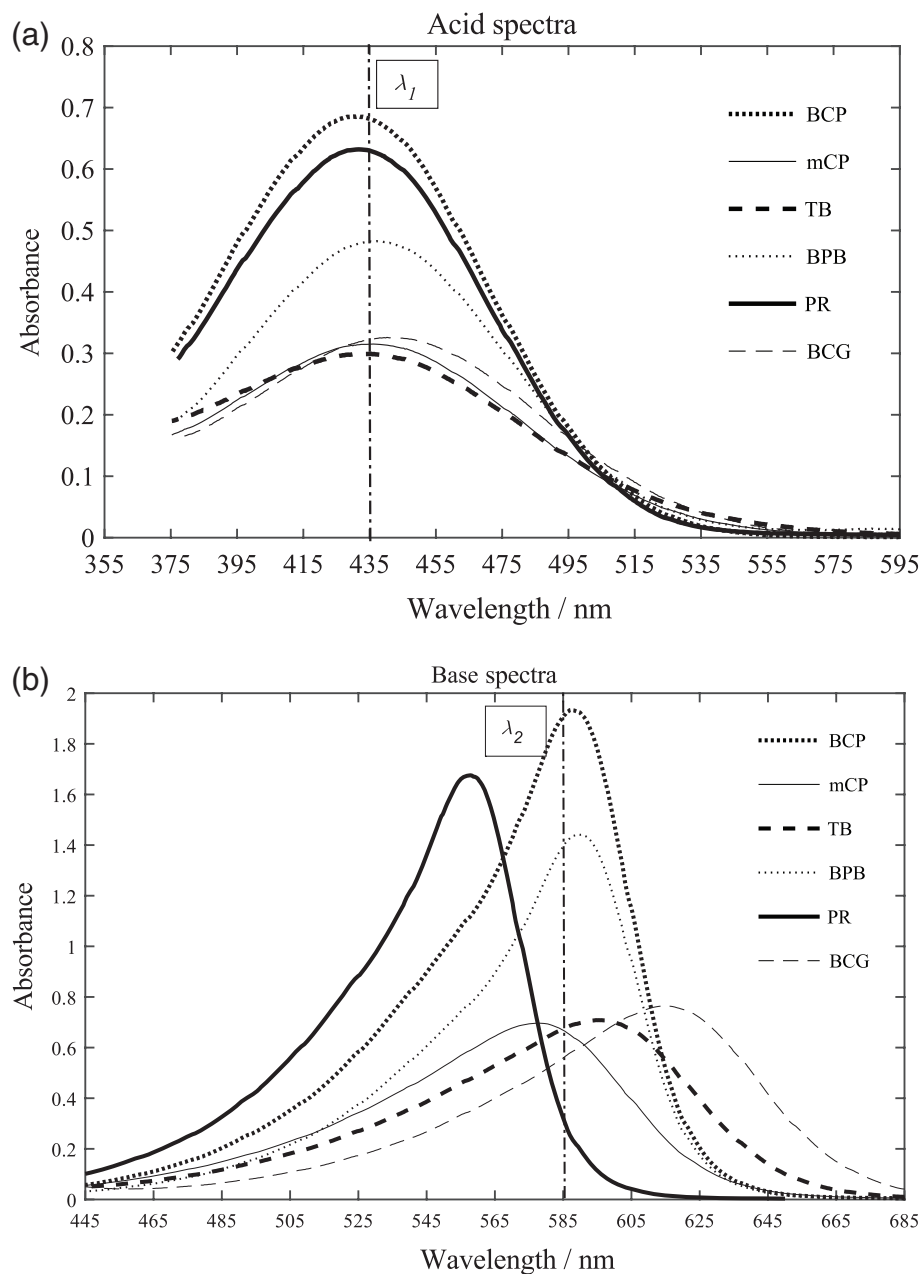 (a)
Acid spectra
0.8
0.7
0.6
0.5
0.4
0.3
0.2
0.1
0
Absorbance
λ1
BCP
mCP
TB
BPB
PR
BCG
355 375 395 415 435 455 475 495 515 535 555 575 595
Wavelength / nm
(b)
Base spectra
2
1.8
1.6
1.4
1.2
1
0.8
0.6
0.4
0.2
0
Absorbance
λ2
BCP
mCP
TB
BPB
PR
BCG
445 465 485 505 525 545 565 585 605 625 645 665 685
Wavelength / nm